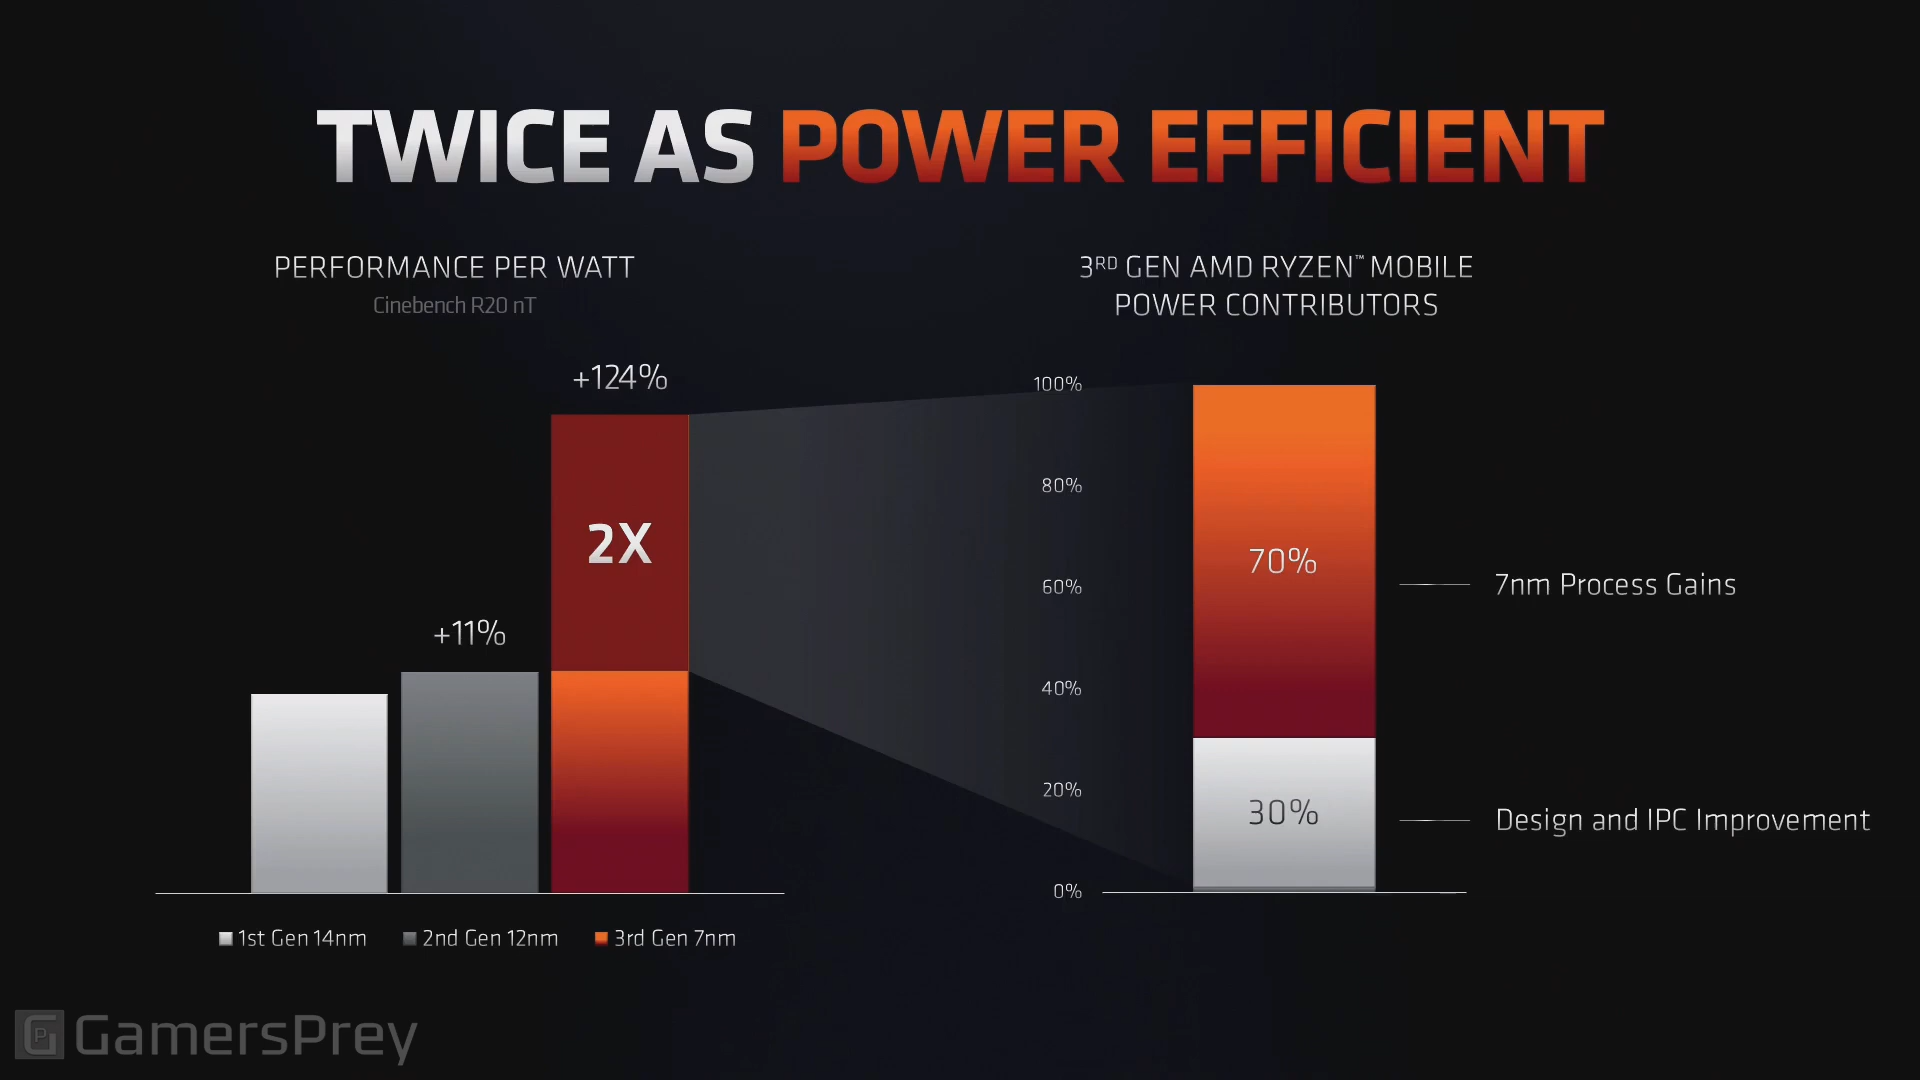 TWICE AS POWER EFFICIENT
PERFORMANCE PER WATT
Cinebench R20 nT
+124%
2X
+11%
1st Gen 14nm
2nd Gen 12nm
3rd Gen 7nm
3RD GEN AMD RYZEN™ MOBILE
POWER CONTRIBUTORS
100%
80%
60%
40%
20%
0%
70%
30%
7nm Process Gains
Design and IPC Improvement
GamersPrey